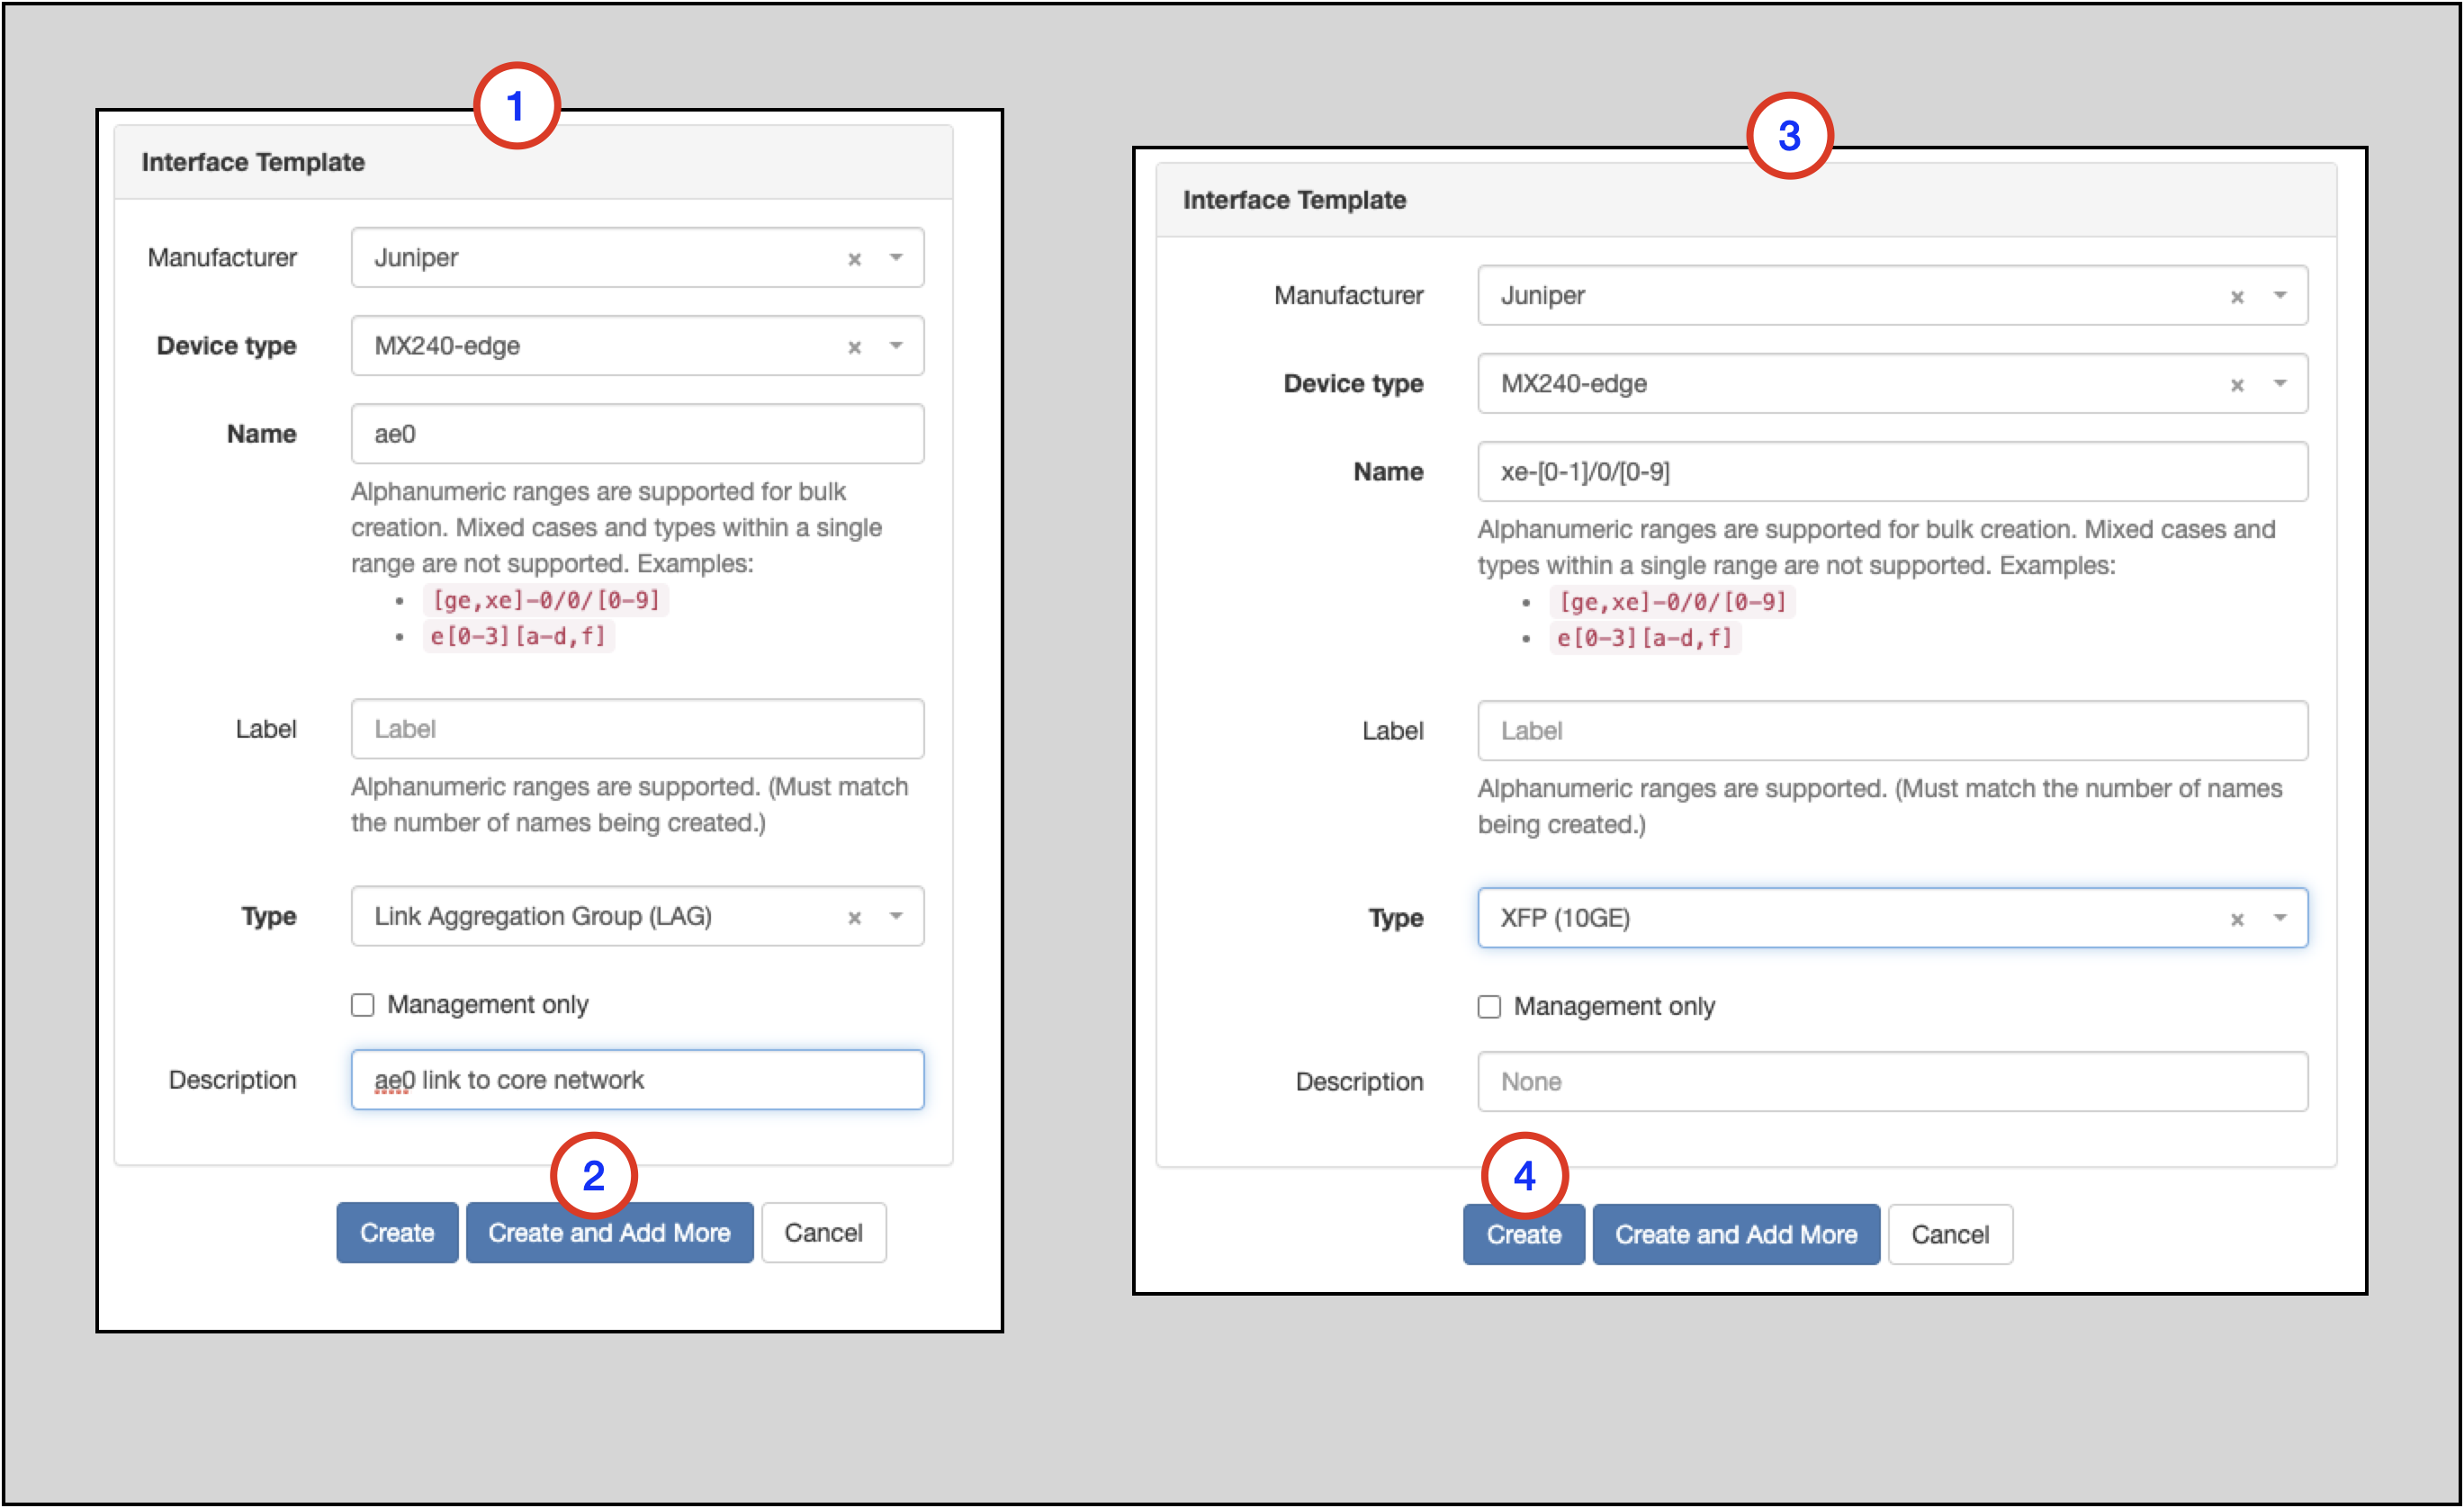 1
Interface Template
Manufacturer Juniper × 
Device type MX240-edge ×
Name ae0
Alphanumeric ranges are supported for bulk
creation. Mixed cases and types within a single
range are not supported. Examples:
• [ge,xe]-0/0/[0-9]
• e[0-3][a-d,f]
Label Label
Alphanumeric ranges are supported. (Must match
the number of names being created.)
Type Link Aggregation Group (LAG) ×
Management only
Description ae0 link to core network
2
Create Create and Add More Cancel
3
Interface Template
Manufacturer Juniper ×
Device type MX240-edge ×
Name xe-[0-1]/0/[0-9]
Alphanumeric ranges are supported for bulk creation. Mixed cases and
types within a single range are not supported. Examples:
• [ge,xe]-0/0/[0-9]
• e[0-3][a-d,f]
Label Label
Alphanumeric ranges are supported. (Must match the number of names
being created.)
Type XFP (10GE) ×
Management only
Description None
4
Create Create and Add More Cancel